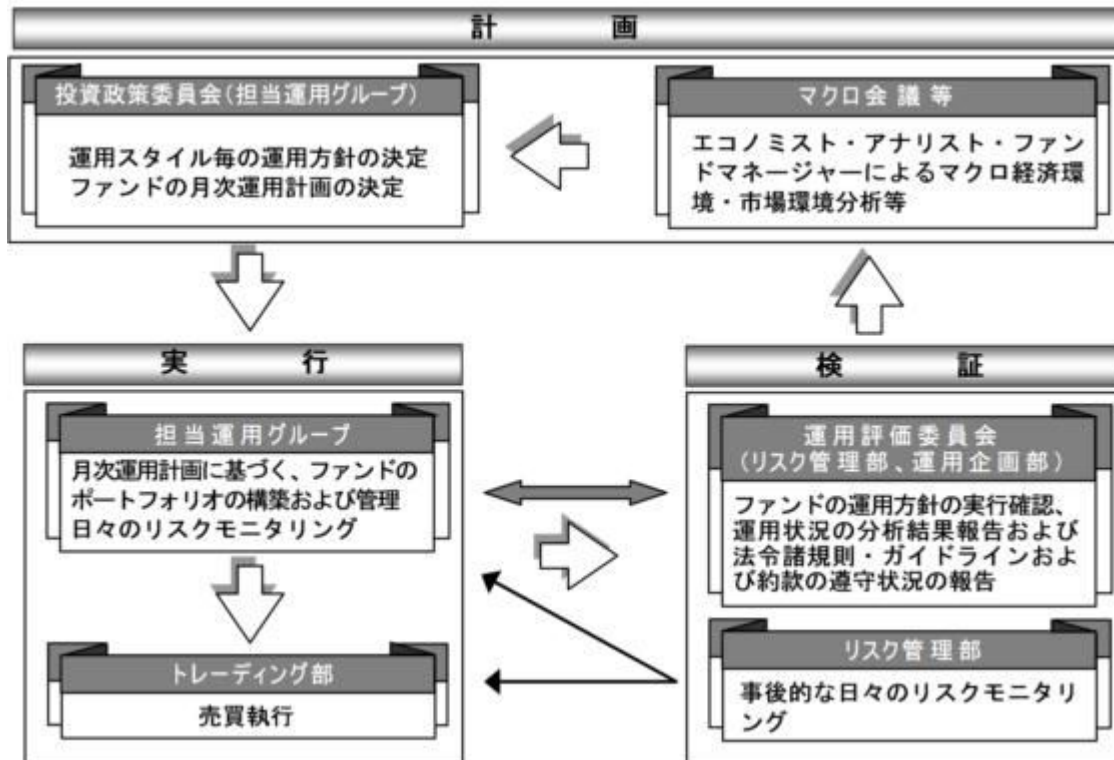 計画
投資政策委員会(担当運用グループ)
運用スタイル毎の運用方針の決定
ファンドの月次運用計画の決定
マクロ会議等
エコノミスト・アナリスト・ファン
ドマネージャーによるマクロ経済環
境・市場環境分析等
実行
担当運用グループ
月次運用計画に基づく、ファンドの
ポートフォリオの構築および管理
日々のリスクモニタリング
トレーディング部
売買執行
検証
運用評価委員会
(リスク管理部、運用企画部)
ファンドの運用方針の実行確認、
運用状況の分析結果報告および
法令諸規則・ガイドラインおよ
び約款の遵守状況の報告
リスク管理部
事後的な日々のリスクモニタリ
ング